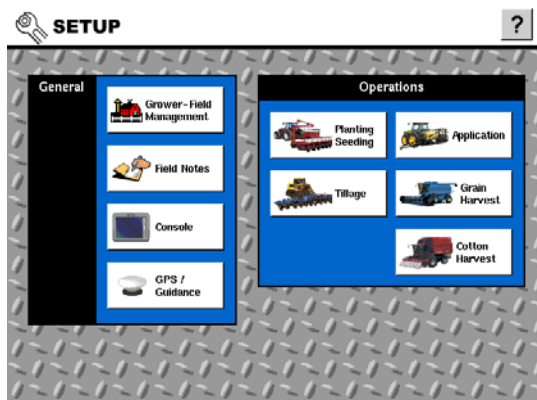 SETUP
?
General
Grower-Field
Management
Field Notes
Console
GPS /
Guidance
Operations
Planting
Seeding
Application
Tillage
Grain
Harvest
Cotton
Harvest